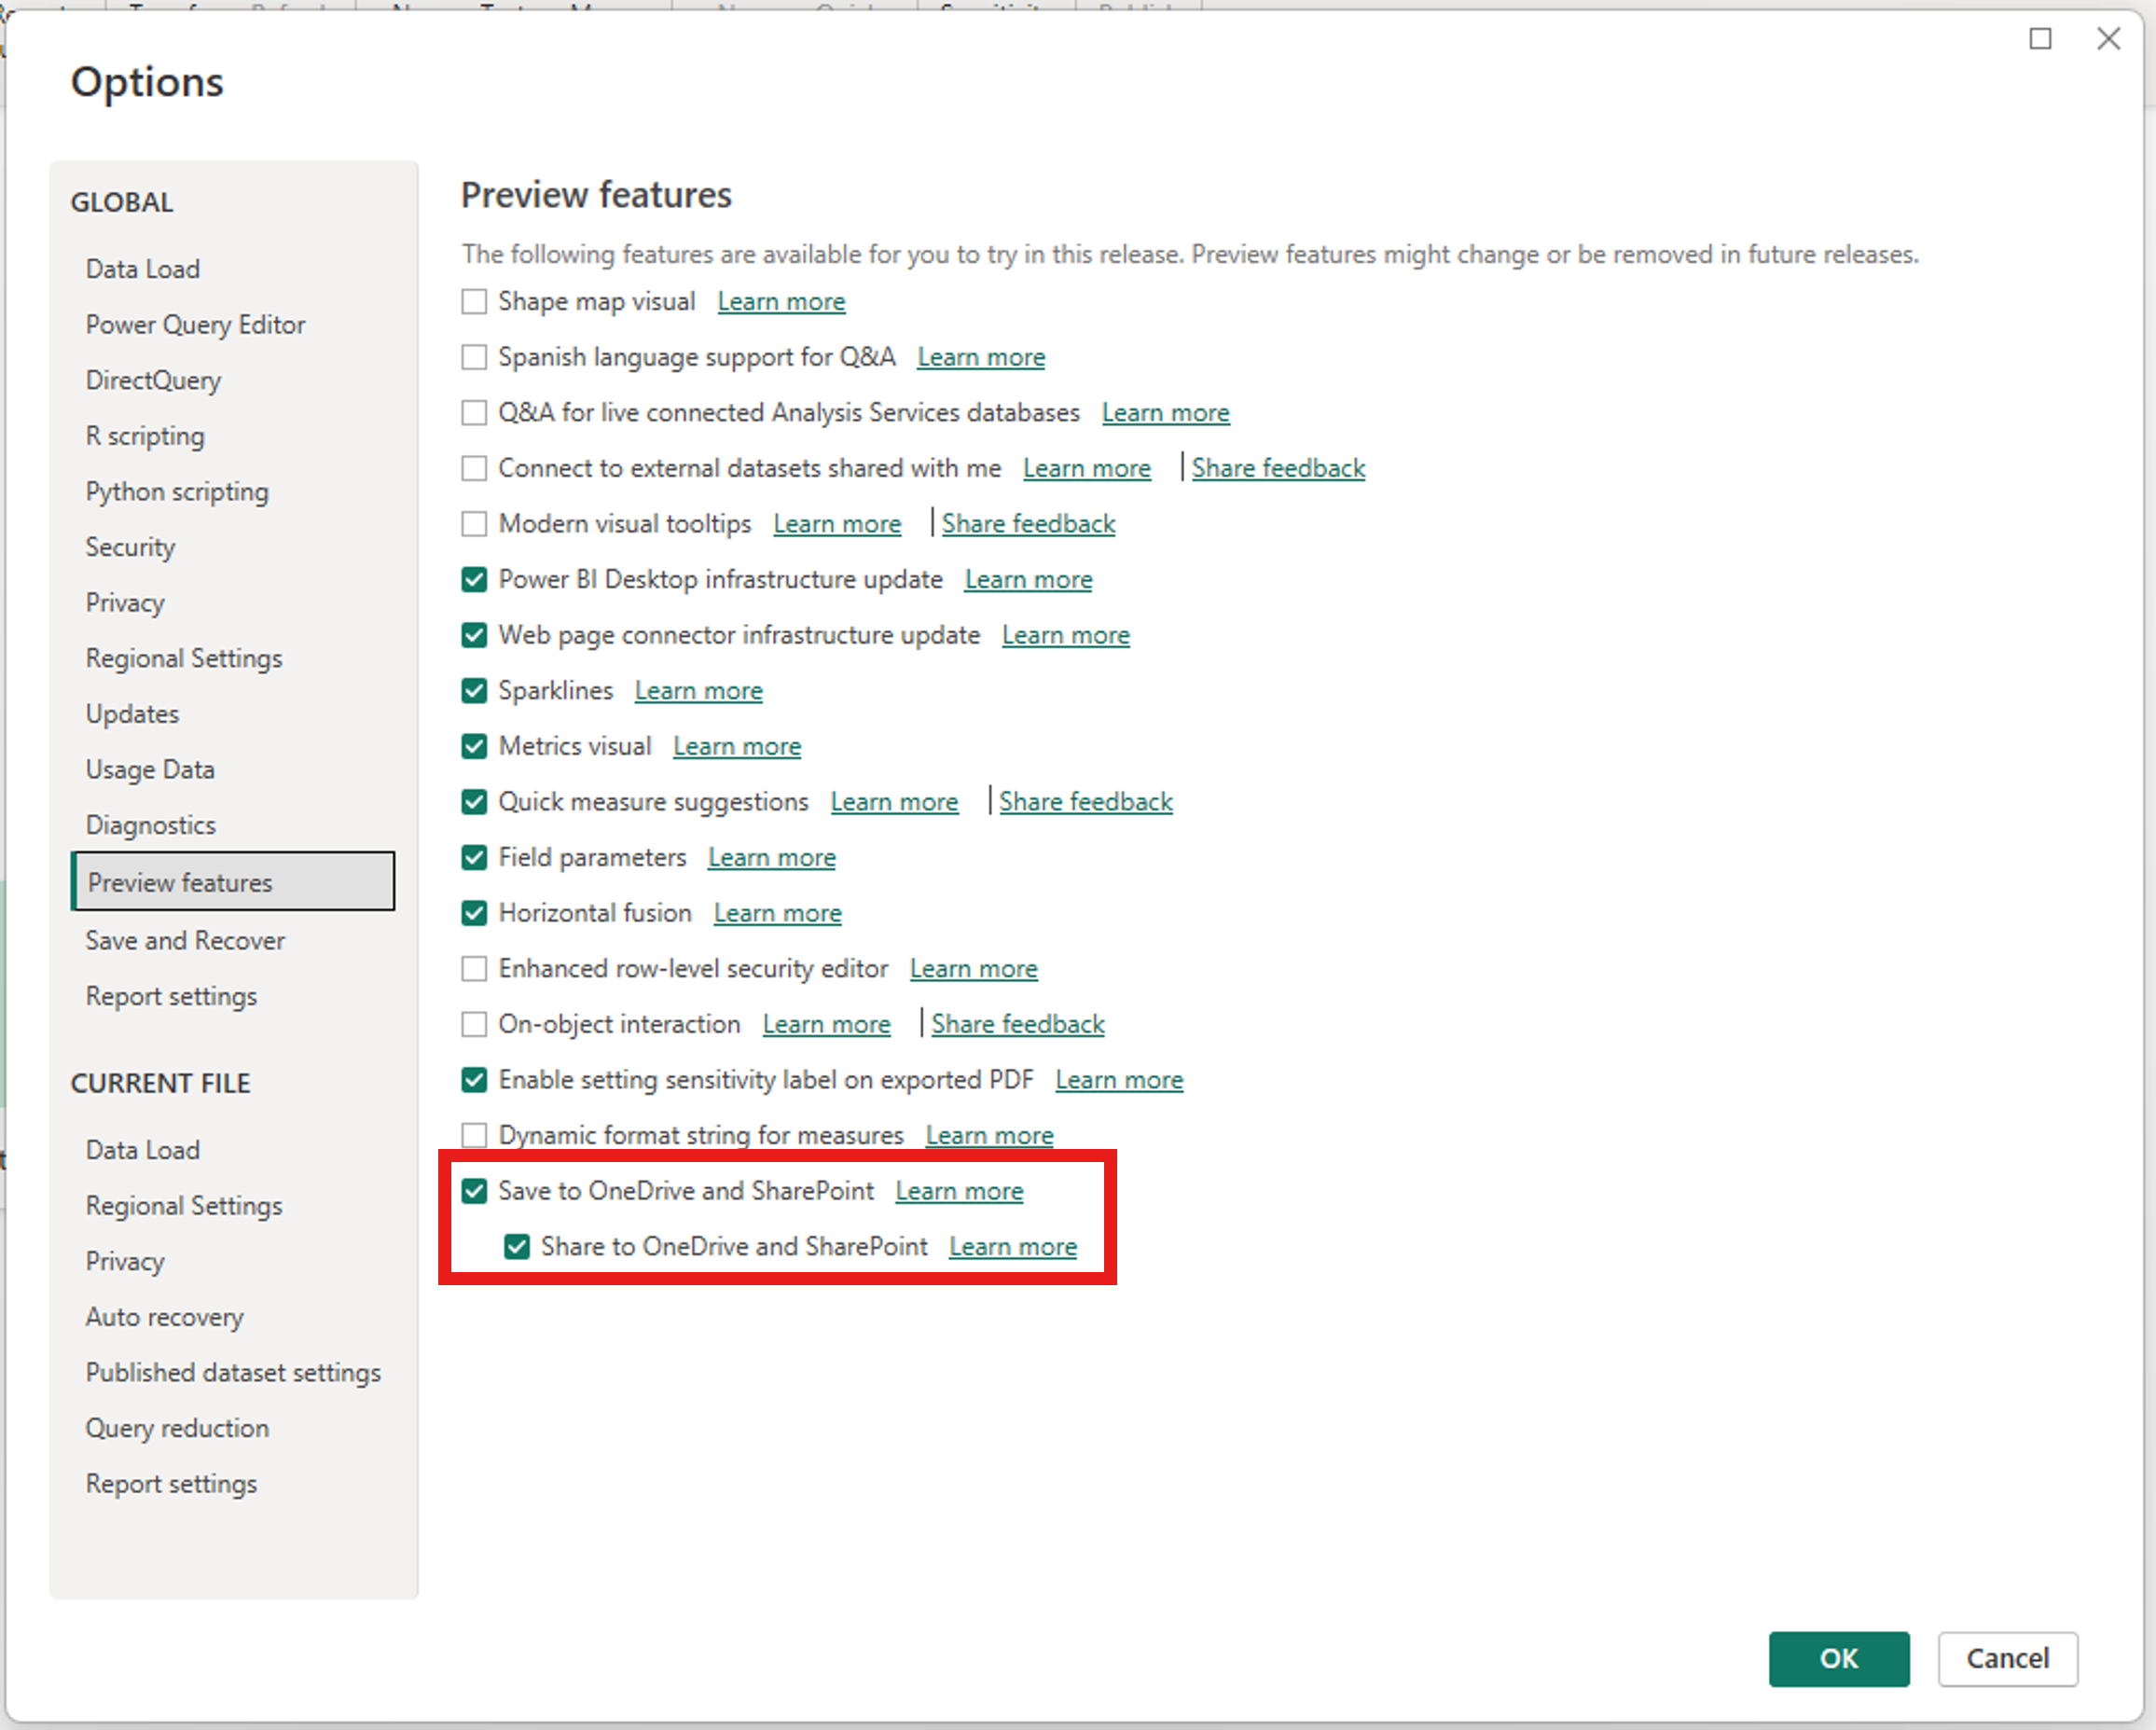 Options
GLOBAL
Data Load
Power Query Editor
DirectQuery
R scripting
Python scripting
Security
Privacy
Regional Settings
Updates
Usage Data
Diagnostics
Preview features
Save and Recover
Report settings
CURRENT FILE
Data Load
Regional Settings
Privacy
Auto recovery
Published dataset settings
Query reduction
Report settings
Preview features
The following features are available for you to try in this release. Preview features might change or be removed in future releases.
Shape map visual Learn more
Spanish language support for Q&A Learn more
Q&A for live connected Analysis Services databases Learn more
Connect to external datasets shared with me Learn more | Share feedback
Modern visual tooltips Learn more | Share feedback
Power BI Desktop infrastructure update Learn more
Web page connector infrastructure update Learn more
Sparklines Learn more
Metrics visual Learn more
Quick measure suggestions Learn more | Share feedback
Field parameters Learn more
Horizontal fusion Learn more
Enhanced row-level security editor Learn more
On-object interaction Learn more | Share feedback
Enable setting sensitivity label on exported PDF Learn more
Dynamic format string for measures Learn more
Save to OneDrive and SharePoint Learn more
Share to OneDrive and SharePoint Learn more
OK
Cancel